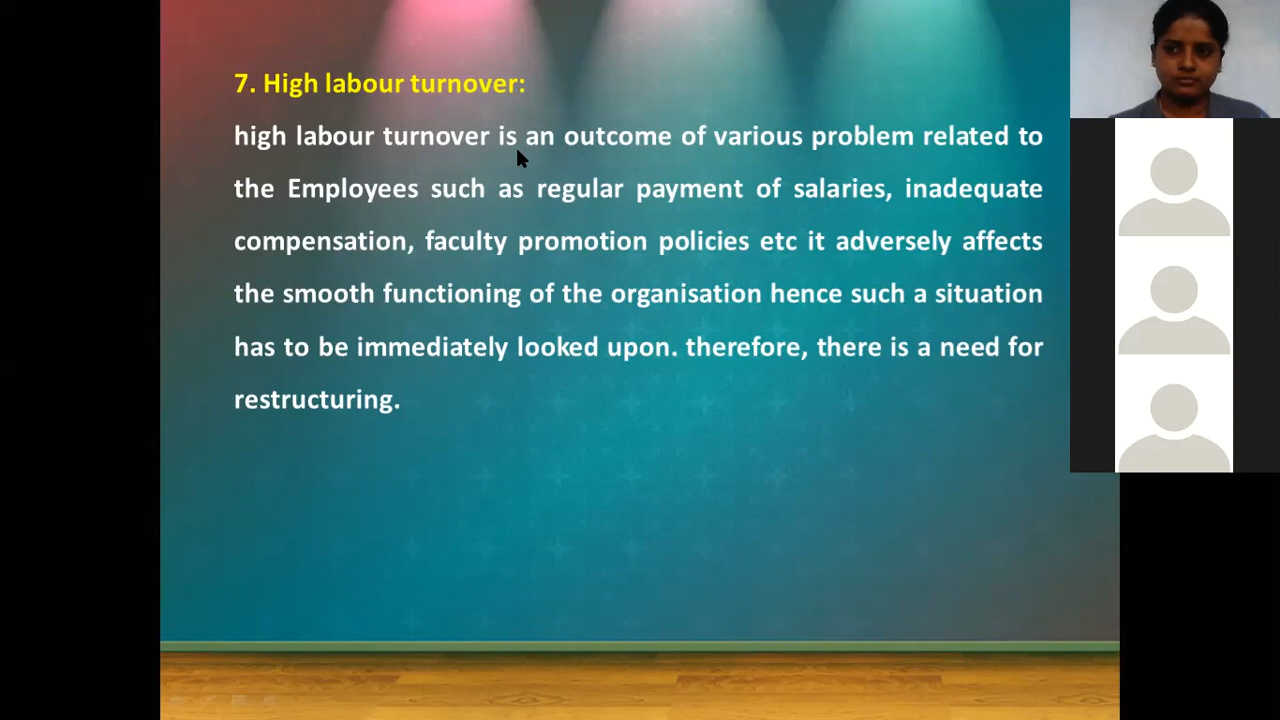 7. High labour turnover:
high labour turnover is an outcome of various problem related to
the Employees such as regular payment of salaries, inadequate
compensation, faculty promotion policies etc it adversely affects
the smooth functioning of the organisation hence such a situation
has to be immediately looked upon. therefore, there is a need for
restructuring.